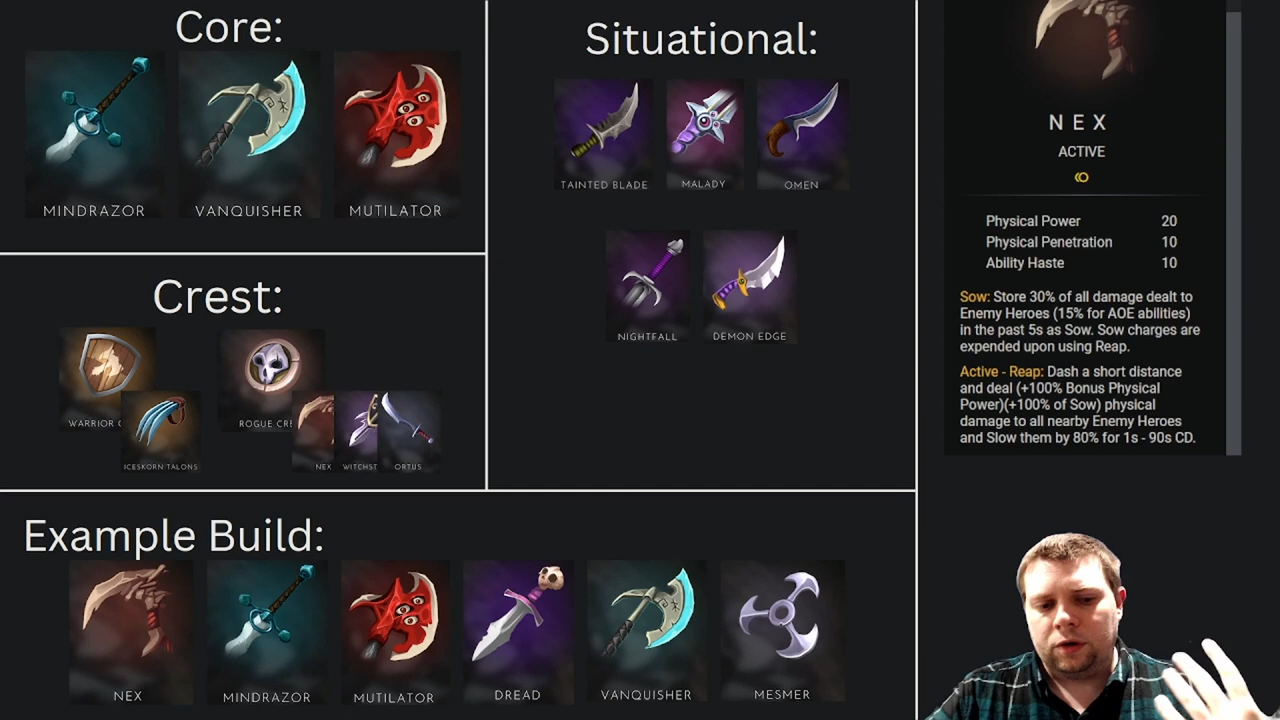 Core:
MINDRAZOR
VANQUISHER
MUTILATOR
Crest:
WARRIOR
ICESKORN TALONS
ROGUE
NEX
ORTUS
Situational:
TAINTED BLADE
MALADY
OMEN
NIGHTFALL
DEMON EDGE
Example Build:
NEX
MINDRAZOR
MUTILATOR
DREAD
VANQUISHER
MESMER
NEX
ACTIVE
Physical Power 20
Physical Penetration 10
Ability Haste 10
Sow: Store 30% of all damage dealt to
Enemy Heroes (15% for AOE abilities)
in the past 5s as Sow. Sow charges are
expended upon using Reap.
Active - Reap: Dash a short distance
and deal (+100% Bonus Physical
Power)(+100% of Sow) physical
damage to all nearby Enemy Heroes
and Slow them by 80% for 1s - 90s CD.